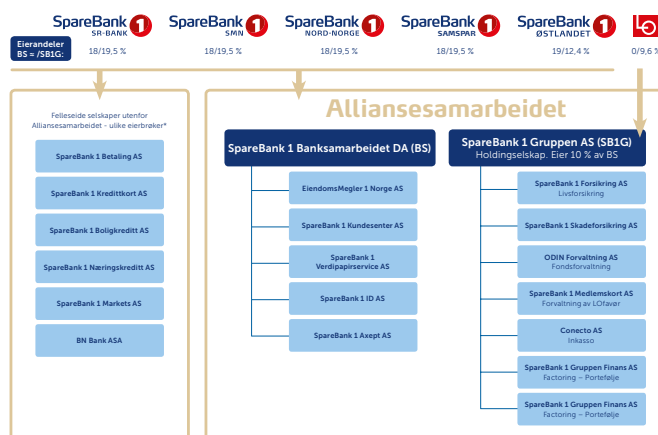 SpareBank 1
SR-BANK
SpareBank 1
SMN
SpareBank 1
NORD-NORGE
SpareBank 1
SAMSPAR
SpareBank 1
ØSTLANDET
LO
Eierandeler
BS = /SB1G:
18/19,5 %
18/19,5 %
18/19,5 %
18/19,5 %
19/12,4 %
0/9,6 %
Felleseide selskaper utenfor
Alliansesamarbeidet - ulike eierbrøker*
SpareBank 1 Betaling AS
SpareBank 1 Kredittkort AS
SpareBank 1 Boligkreditt AS
SpareBank 1 Næringskreditt AS
SpareBank 1 Markets AS
BN Bank ASA
Alliansesamarbeidet
SpareBank 1 Banksamarbeidet DA (BS)
EiendomsMegler 1 Norge AS
SpareBank 1 Kundesenter AS
SpareBank 1
Verdipapirservice AS
SpareBank 1 ID AS
SpareBank 1 Axept AS
SpareBank 1 Gruppen AS (SB1G)
Holdingselskap. Eier 10 % av BS
SpareBank 1 Forsikring AS
Livsforsikring
SpareBank 1 Skadeforsikring AS
ODIN Forvaltning AS
Fondsforvaltning
SpareBank 1 Medlemskort AS
Forvaltning av LOfavør
Conecto AS
Inkasso
SpareBank 1 Gruppen Finans AS
Factoring – Portefølje
SpareBank 1 Gruppen Finans AS
Factoring – Portefølje